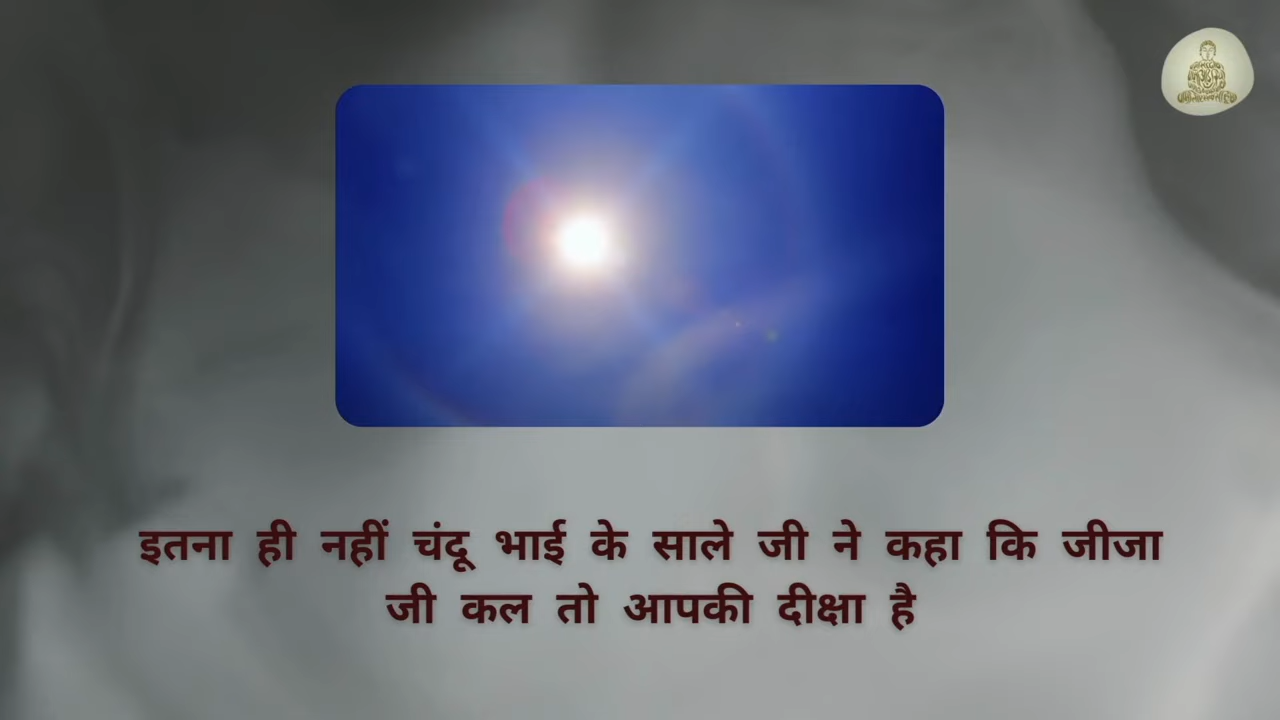 इतना ही नहीं चंदू भाई के साले जी ने कहा कि जीजा
जी कल तो आपकी दीक्षा है